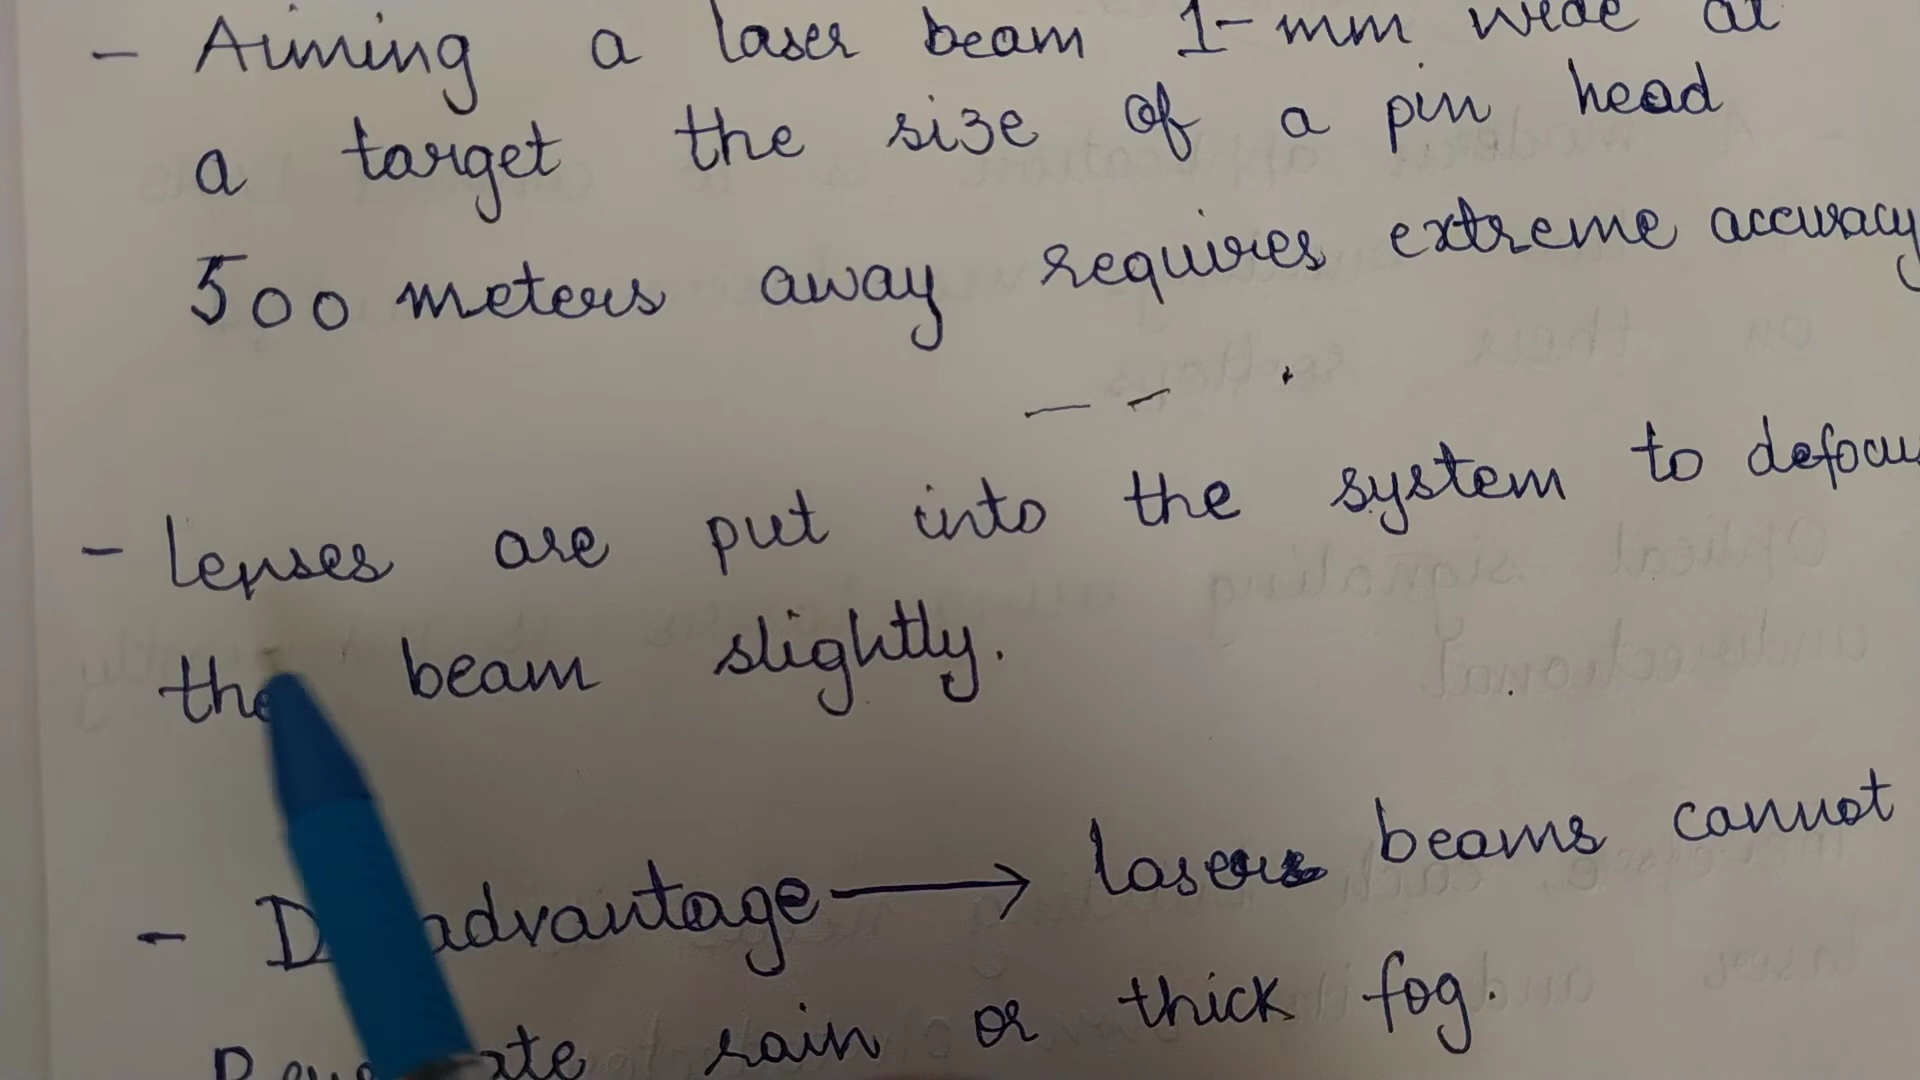 - Aiming a laser beam 1-mm wide at
a target the size of a pin head
500 meters away requires extreme accuracy
- Lenses are put into the system to defocu
the beam slightly.
- Disadvantage → lasers beams cannot
rain or thick fog.